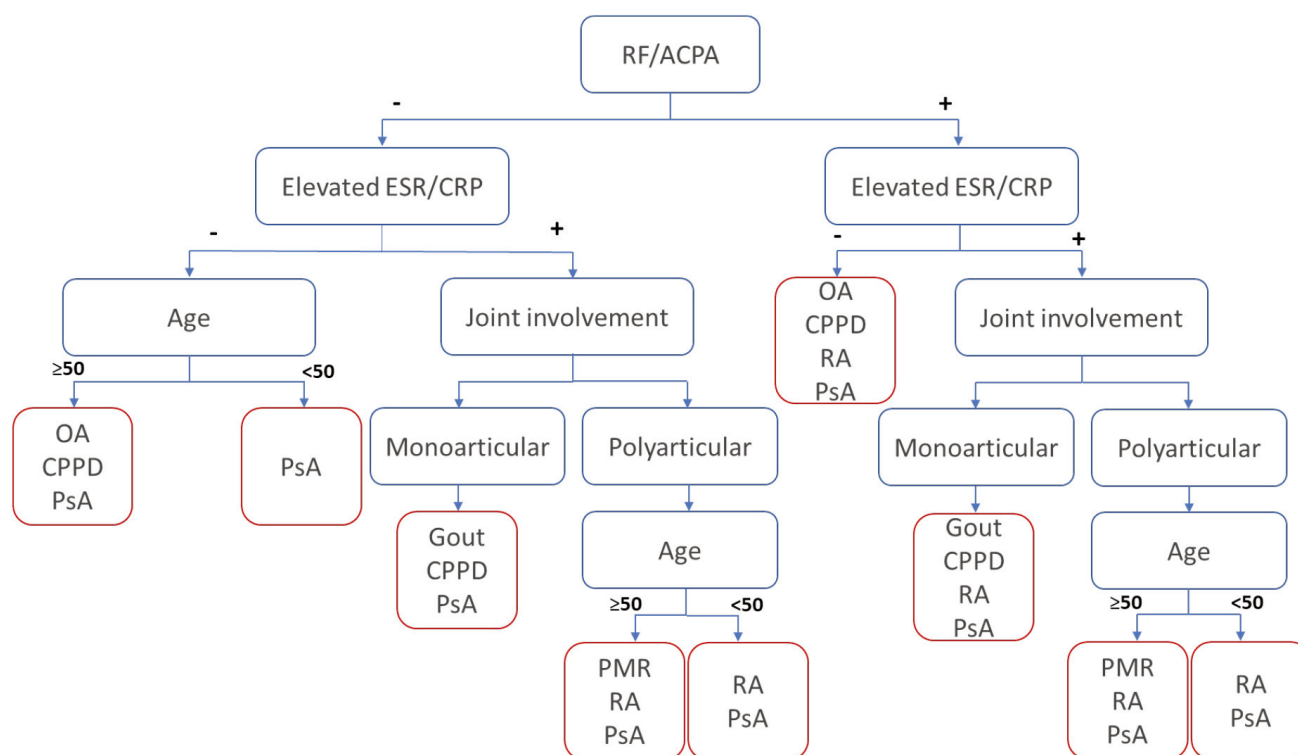 RF/ACPA
-
+
Elevated ESR/CRP
Elevated ESR/CRP
-
+
-
+
Age
Joint involvement
OA
CPPD
RA
PsA
Joint involvement
≥50
<50
OA
CPPD
PsA
PsA
Monoarticular
Polyarticular
Monoarticular
Polyarticular
Gout
CPPD
PsA
Age
Gout
CPPD
RA
PsA
Age
≥50
<50
≥50
<50
PMR
RA
PsA
RA
PsA
PMR
RA
PsA
RA
PsA